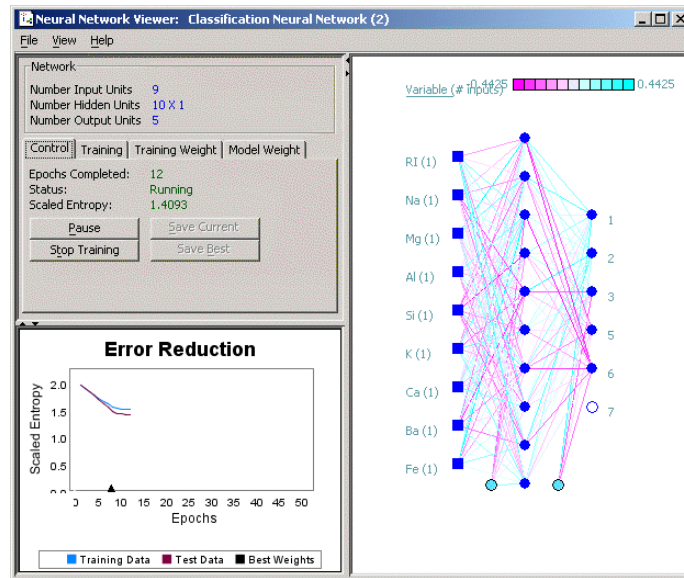 Neural Network Viewer: Classification Neural Network (2)
File View Help
Network
Number Input Units 9
Number Hidden Units 10 X 1
Number Output Units 5
Control Training Training Weight Model Weight
Epochs Completed: 12
Status: Running
Scaled Entropy: 1.4093
Pause Save Current
Stop Training Save Best
Error Reduction
Scaled Entropy
2.0
1.5
1.0
0.5
0.0
0 5 10 15 20 25 30 35 40 45 50
Epochs
Training Data Test Data Best Weights
Variable (# inputs)
-0.4425 0.4425
RI (1)
Na (1)
Mg (1)
Al (1)
Si (1)
K (1)
Ca (1)
Ba (1)
Fe (1)
1
2
3
5
6
7